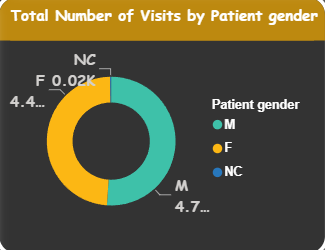 Total Number of Visits by Patient gender
NC
0.02K
F
4.4...
Patient gender
M
F
NC
M
4.7...